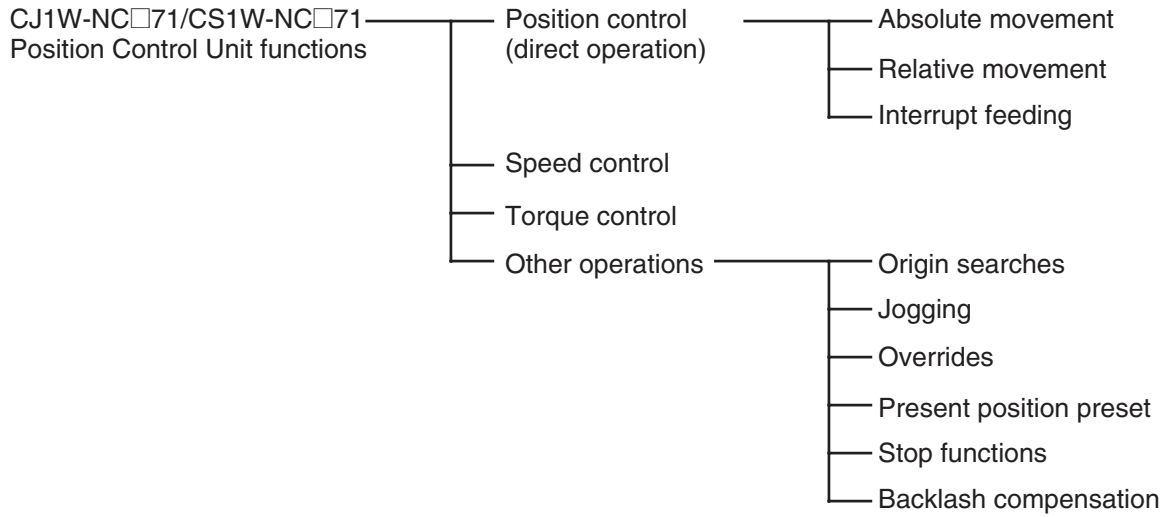 CJ1W-NC□71/CS1W-NC□71
Position Control Unit functions
Position control
(direct operation)
Absolute movement
Relative movement
Interrupt feeding
Speed control
Torque control
Other operations
Origin searches
Jogging
Overrides
Present position preset
Stop functions
Backlash compensation